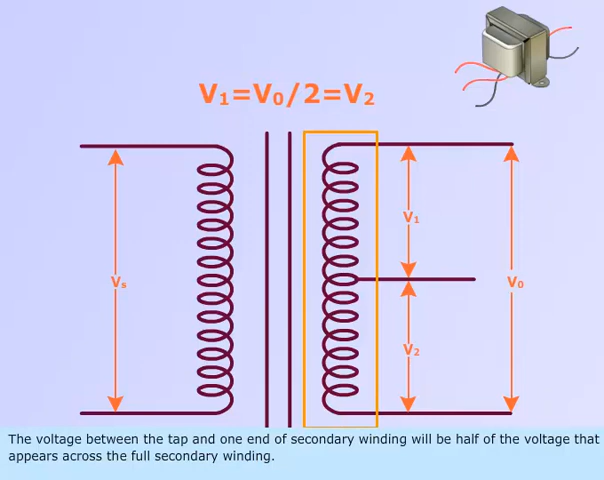 V₁=V₀/2=V₂
V₁
Vₛ
V₀
V₂
The voltage between the tap and one end of secondary winding will be half of the voltage that
appears across the full secondary winding.